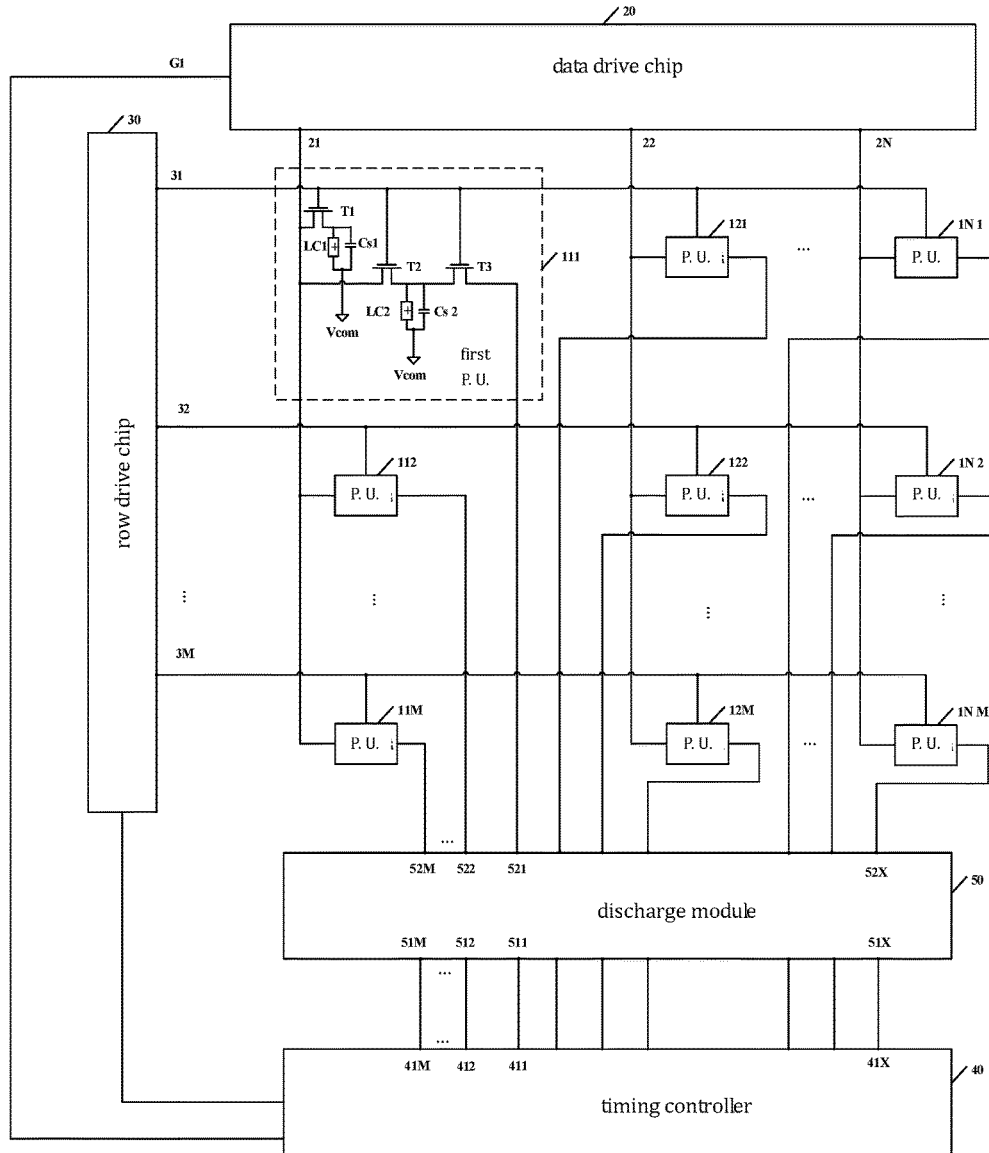 20
G1
data drive chip
30
21
22
2N
31
T1
LC1
Cs1
T2
T3
111
121
P. U.
i
...
1N 1
P. U.
Vcom
LC2
Cs 2
Vcom
first
P. U.
row drive chip
32
112
P. U.
i
122
P. U.
i
...
1N 2
P. U.
i
...
...
...
...
3M
11M
P. U.
i
12M
P. U.
i
...
1N M
P. U.
i
...
52M
522
521
52X
50
discharge module
51M
...
512
511
51X
...
41M
412
411
41X
40
timing controller